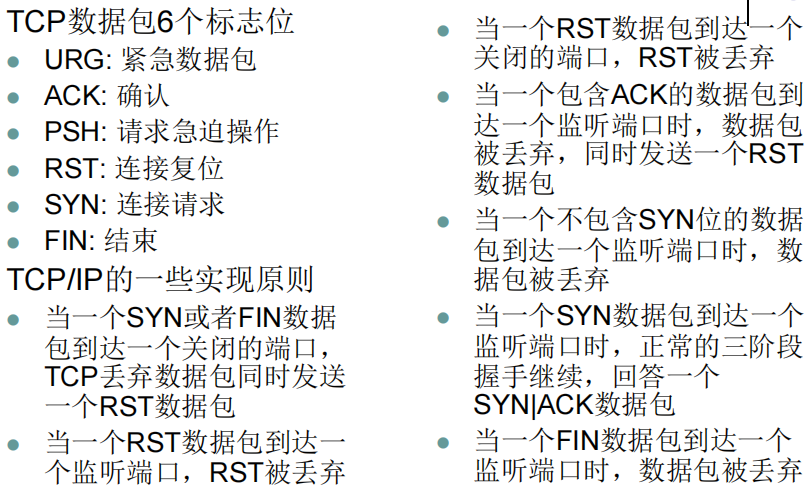 TCP数据包6个标志位
URG: 紧急数据包
ACK: 确认
PSH: 请求急迫操作
RST: 连接复位
SYN: 连接请求
FIN: 结束
TCP/IP的一些实现原则
当一个SYN或者FIN数据
包到达一个关闭的端口，
TCP丢弃数据包同时发送
一个RST数据包
当一个RST数据包到达一
个监听端口，RST被丢弃
当一个RST数据包到达一个
关闭的端口，RST被丢弃
当一个包含ACK的数据包到
达一个监听端口时，数据包
被丢弃，同时发送一个RST
数据包
当一个不包含SYN位的数据
包到达一个监听端口时，数
据包被丢弃
当一个SYN数据包到达一个
监听端口时，正常的三阶段
握手继续，回答一个
SYN|ACK数据包
当一个FIN数据包到达一个
监听端口时，数据包被丢弃